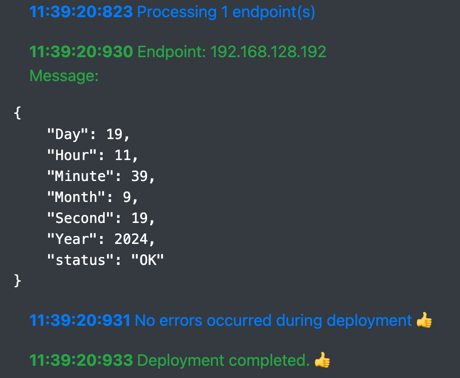 11:39:20:823 Processing 1 endpoint(s)
11:39:20:930 Endpoint: 192.168.128.192
Message:
{
    "Day": 19,
    "Hour": 11,
    "Minute": 39,
    "Month": 9,
    "Second": 19,
    "Year": 2024,
    "status": "OK"
}
11:39:20:931 No errors occurred during deployment 👍
11:39:20:933 Deployment completed. 👍